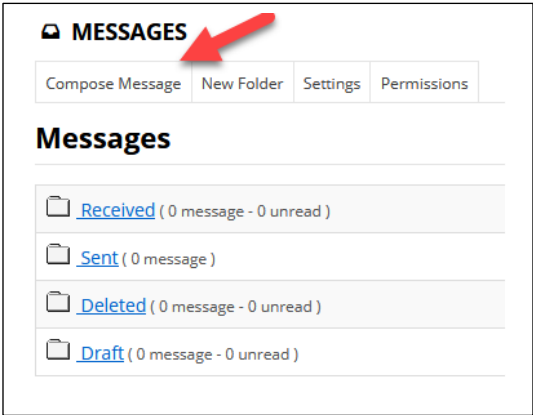 MESSAGES
Compose Message New Folder Settings Permissions
Messages
Received ( 0 message - 0 unread )
Sent ( 0 message )
Deleted ( 0 message - 0 unread )
Draft ( 0 message - 0 unread )